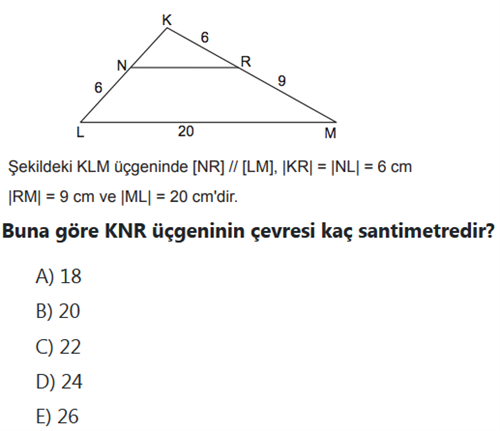 K
6
N
R
6
9
L
20
M
Şekildeki KLM üçgeninde [NR] // [LM], |KR| = |NL| = 6 cm
|RM| = 9 cm ve |ML| = 20 cm'dir.
Buna göre KNR üçgeninin çevresi kaç santimetredir?
A) 18
B) 20
C) 22
D) 24
E) 26